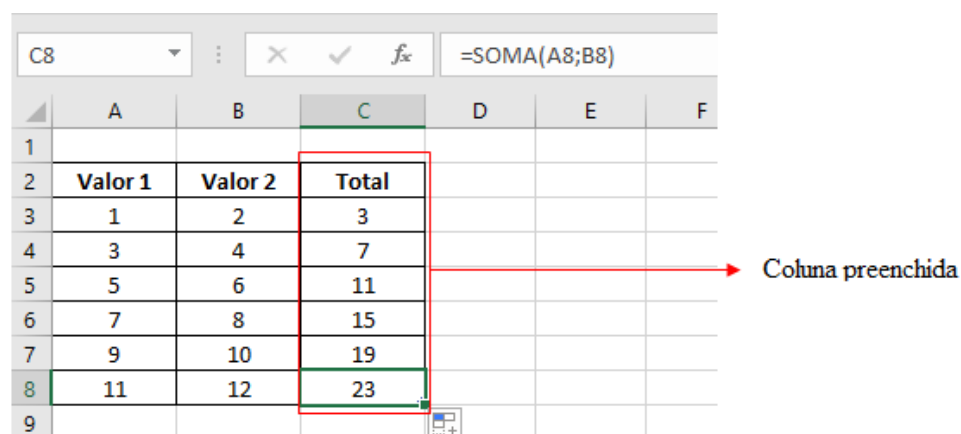 C8 fx =SOMA(A8;B8)
A B C D E F
1
2 Valor 1 Valor 2 Total
3 1 2 3
4 3 4 7
5 5 6 11
6 7 8 15
7 9 10 19
8 11 12 23
9
Coluna preenchida